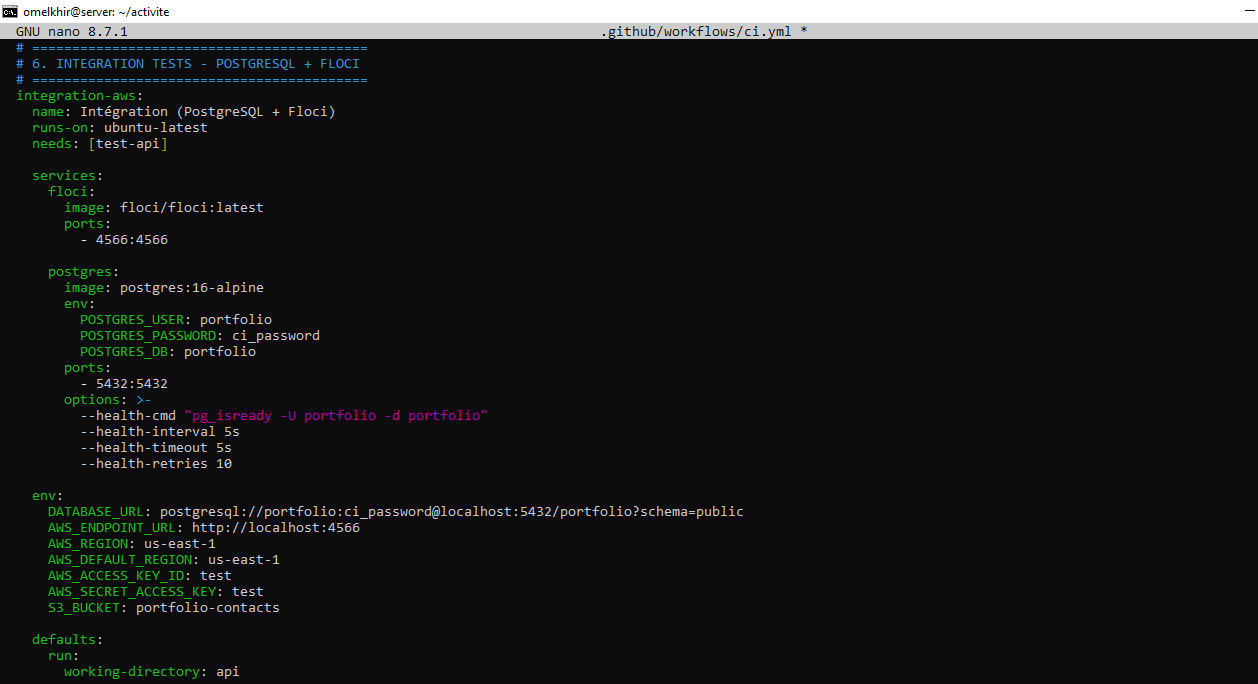 omelkhir@server: ~/activite
GNU nano 8.7.1 .github/workflows/ci.yml *
# ==========================================
# 6. INTEGRATION TESTS - POSTGRESQL + FLOCI
# ==========================================
integration-aws:
  name: Intégration (PostgreSQL + Floci)
  runs-on: ubuntu-latest
  needs: [test-api]

  services:
    floci:
      image: floci/floci:latest
      ports:
        - 4566:4566

    postgres:
      image: postgres:16-alpine
      env:
        POSTGRES_USER: portfolio
        POSTGRES_PASSWORD: ci_password
        POSTGRES_DB: portfolio
      ports:
        - 5432:5432
      options: >-
        --health-cmd "pg_isready -U portfolio -d portfolio"
        --health-interval 5s
        --health-timeout 5s
        --health-retries 10

  env:
    DATABASE_URL: postgresql://portfolio:ci_password@localhost:5432/portfolio?schema=public
    AWS_ENDPOINT_URL: http://localhost:4566
    AWS_REGION: us-east-1
    AWS_DEFAULT_REGION: us-east-1
    AWS_ACCESS_KEY_ID: test
    AWS_SECRET_ACCESS_KEY: test
    S3_BUCKET: portfolio-contacts

  defaults:
    run:
      working-directory: api